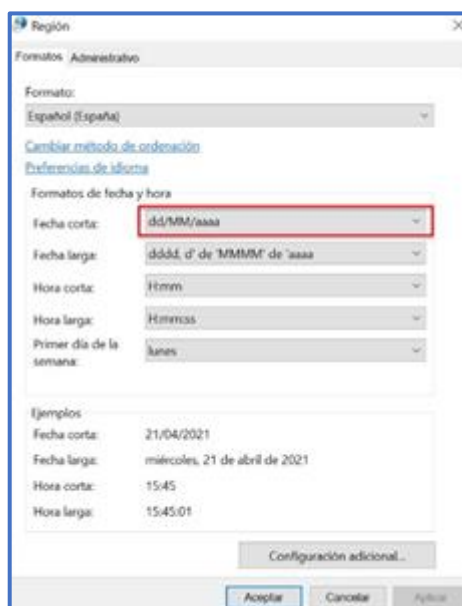 Región
Formatos Administrativo
Formato:
Español (España)
Cambiar método de ordenación
Preferencias de idioma
Formatos de fecha y hora
Fecha corta: dd/MM/aaaa
Fecha larga: dddd, d' de 'MMMM' de 'aaaa
Hora corta: H:mm
Hora larga: H:mm:ss
Primer día de la semana: lunes
Ejemplos
Fecha corta: 21/04/2021
Fecha larga: miércoles, 21 de abril de 2021
Hora corta: 15:45
Hora larga: 15:45:01
Configuración adicional...
Aceptar Cancelar Aplicar